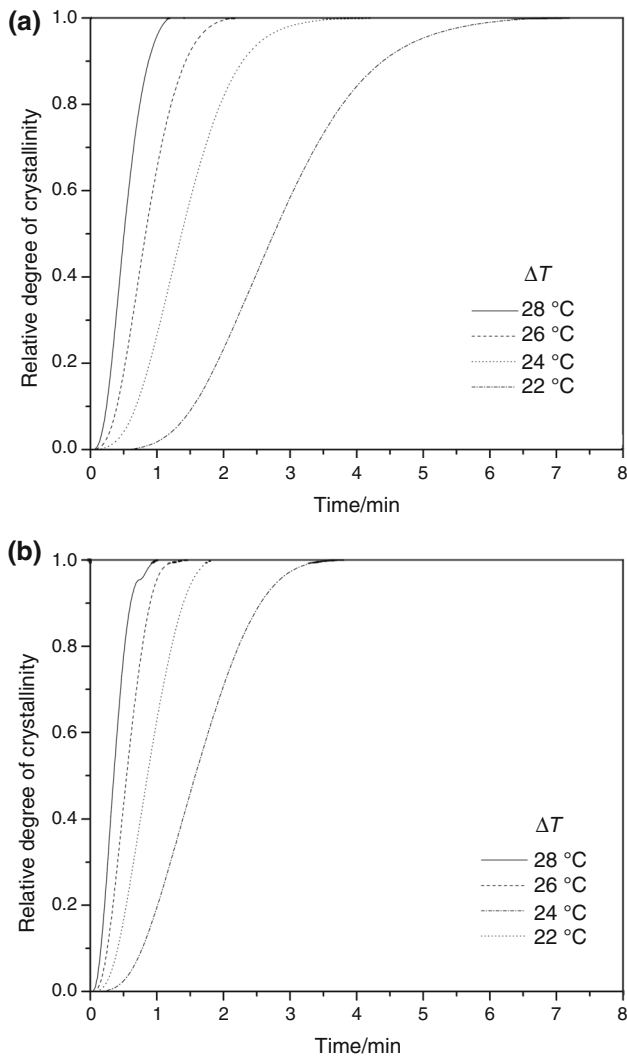 (a)
Relative degree of crystallinity
1.0
0.8
0.6
0.4
0.2
0.0
ΔT
28 °C
26 °C
24 °C
22 °C
0 1 2 3 4 5 6 7 8
Time/min
(b)
Relative degree of crystallinity
1.0
0.8
0.6
0.4
0.2
0.0
ΔT
28 °C
26 °C
24 °C
22 °C
0 1 2 3 4 5 6 7 8
Time/min